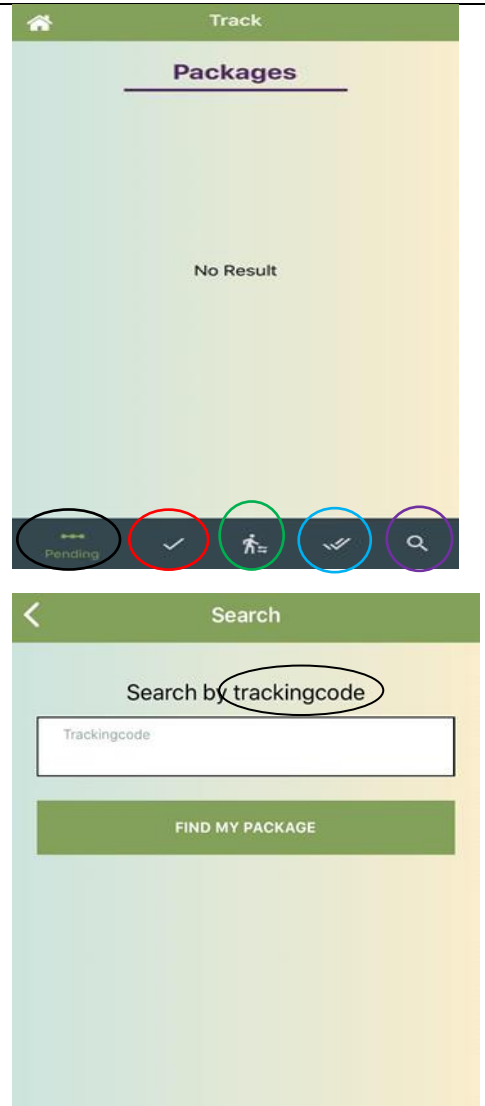 Track
Packages
No Result
Pending
Search
Search by trackingcode
Trackingcode
FIND MY PACKAGE